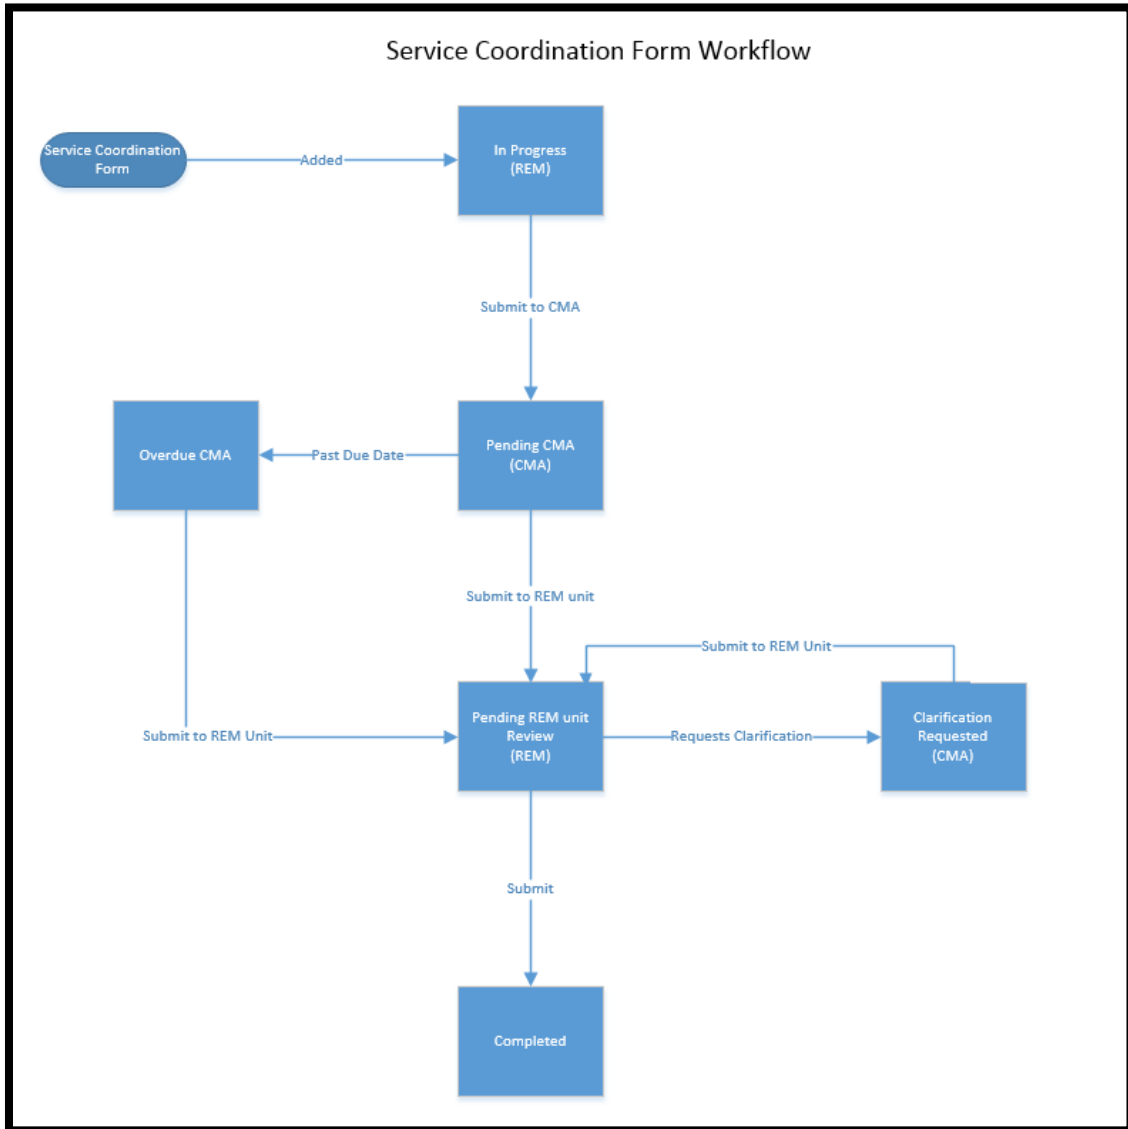 Service Coordination Form Workflow
Service Coordination
Form
Added
In Progress
(REM)
Submit to CMA
Overdue CMA
Past Due Date
Pending CMA
(CMA)
Submit to REM unit
Submit to REM Unit
Submit to REM Unit
Pending REM unit
Review
(REM)
Requests Clarification
Clarification
Requested
(CMA)
Submit
Completed